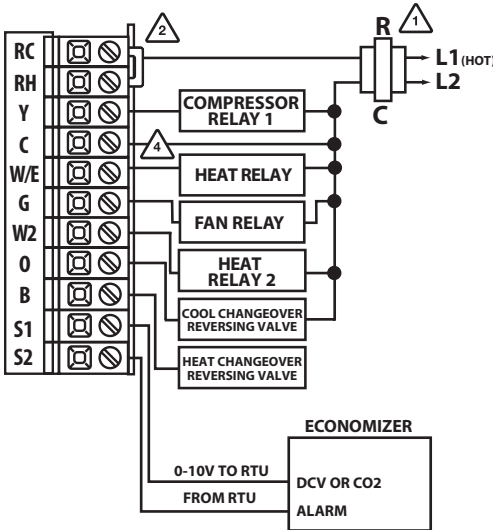 RC
RH
Y
C
W/E
G
W2
O
B
S1
S2
2
4
R
1
L1 (HOT)
L2
C
COMPRESSOR
RELAY 1
HEAT RELAY
FAN RELAY
HEAT
RELAY 2
COOL CHANGEOVER
REVERSING VALVE
HEAT CHANGEOVER
REVERSING VALVE
ECONOMIZER
0-10V TO RTU
DCV OR CO2
FROM RTU
ALARM